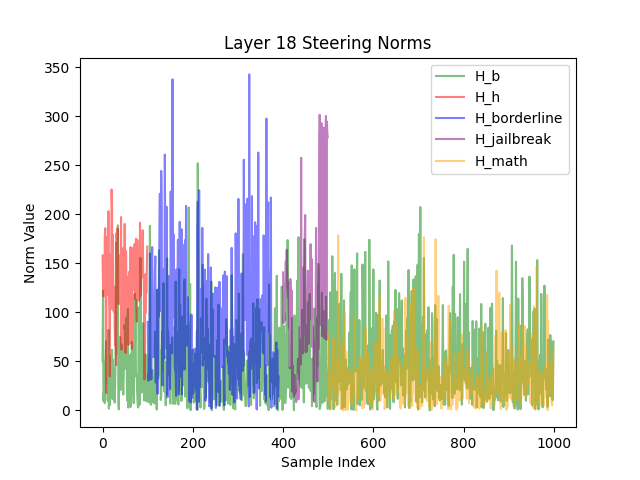 Layer 18 Steering Norms
350
300
250
200
150
100
50
0
Norm Value
H_b
H_h
H_borderline
H_jailbreak
H_math
0 200 400 600 800 1000
Sample Index